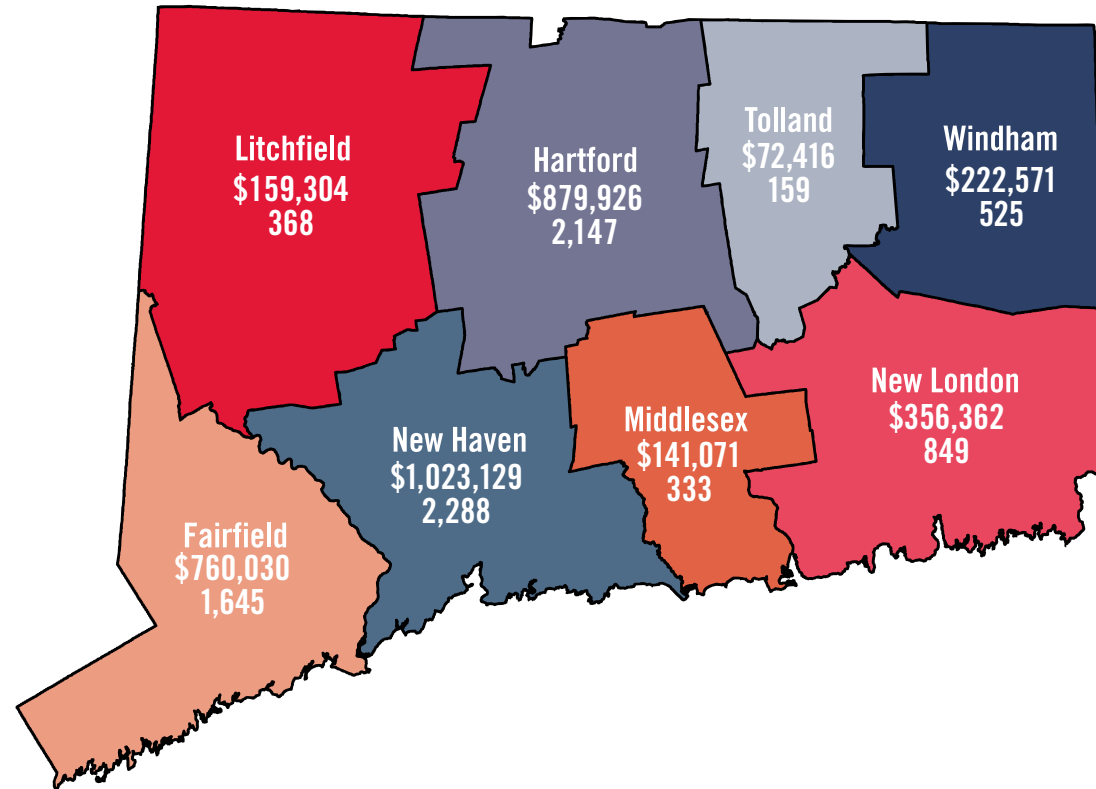 Litchfield
$159,304
368
Hartford
$879,926
2,147
Tolland
$72,416
159
Windham
$222,571
525
New London
$356,362
849
Middlesex
$141,071
333
New Haven
$1,023,129
2,288
Fairfield
$760,030
1,645